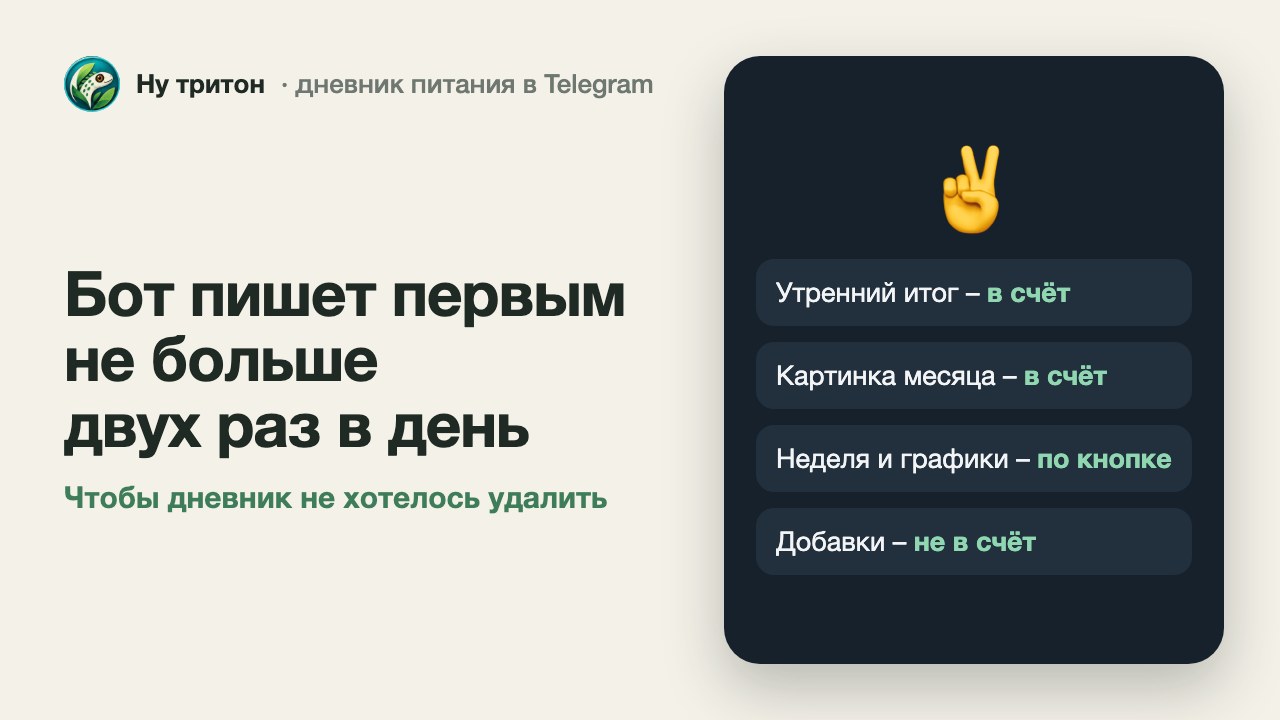 Ну тритон · дневник питания в Telegram
Бот пишет первым
не больше
двух раз в день
Чтобы дневник не хотелось удалить
Утренний итог – в счёт
Картинка месяца – в счёт
Неделя и графики – по кнопке
Добавки – не в счёт